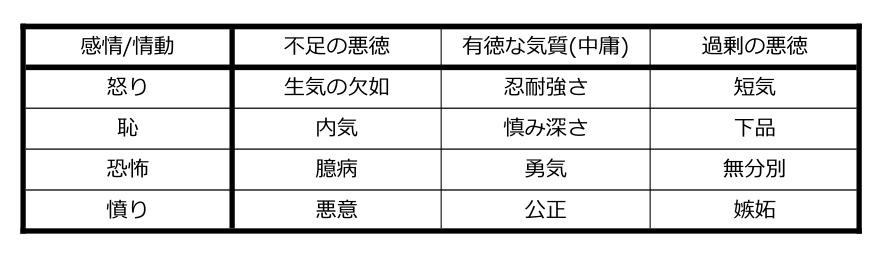 感情/情動 不足の悪徳 有徳な気質(中庸) 過剰の悪徳
怒り 生気の欠如 忍耐強さ 短気
恥 内気 慎み深さ 下品
恐怖 臆病 勇気 無分別
憤り 悪意 公正 嫉妬